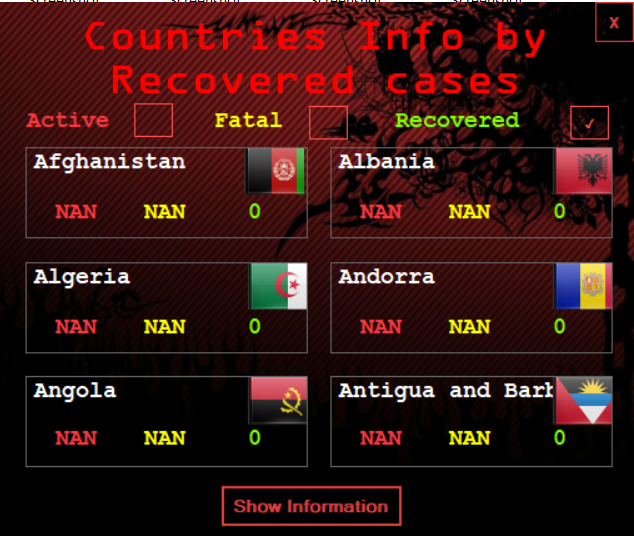 X
Countries Info by
Recovered cases
Active Fatal Recovered ✓
Afghanistan Albania
NAN NAN 0 NAN NAN 0
Algeria Andorra
NAN NAN 0 NAN NAN 0
Angola Antigua and Barb
NAN NAN 0 NAN NAN 0
Show Information